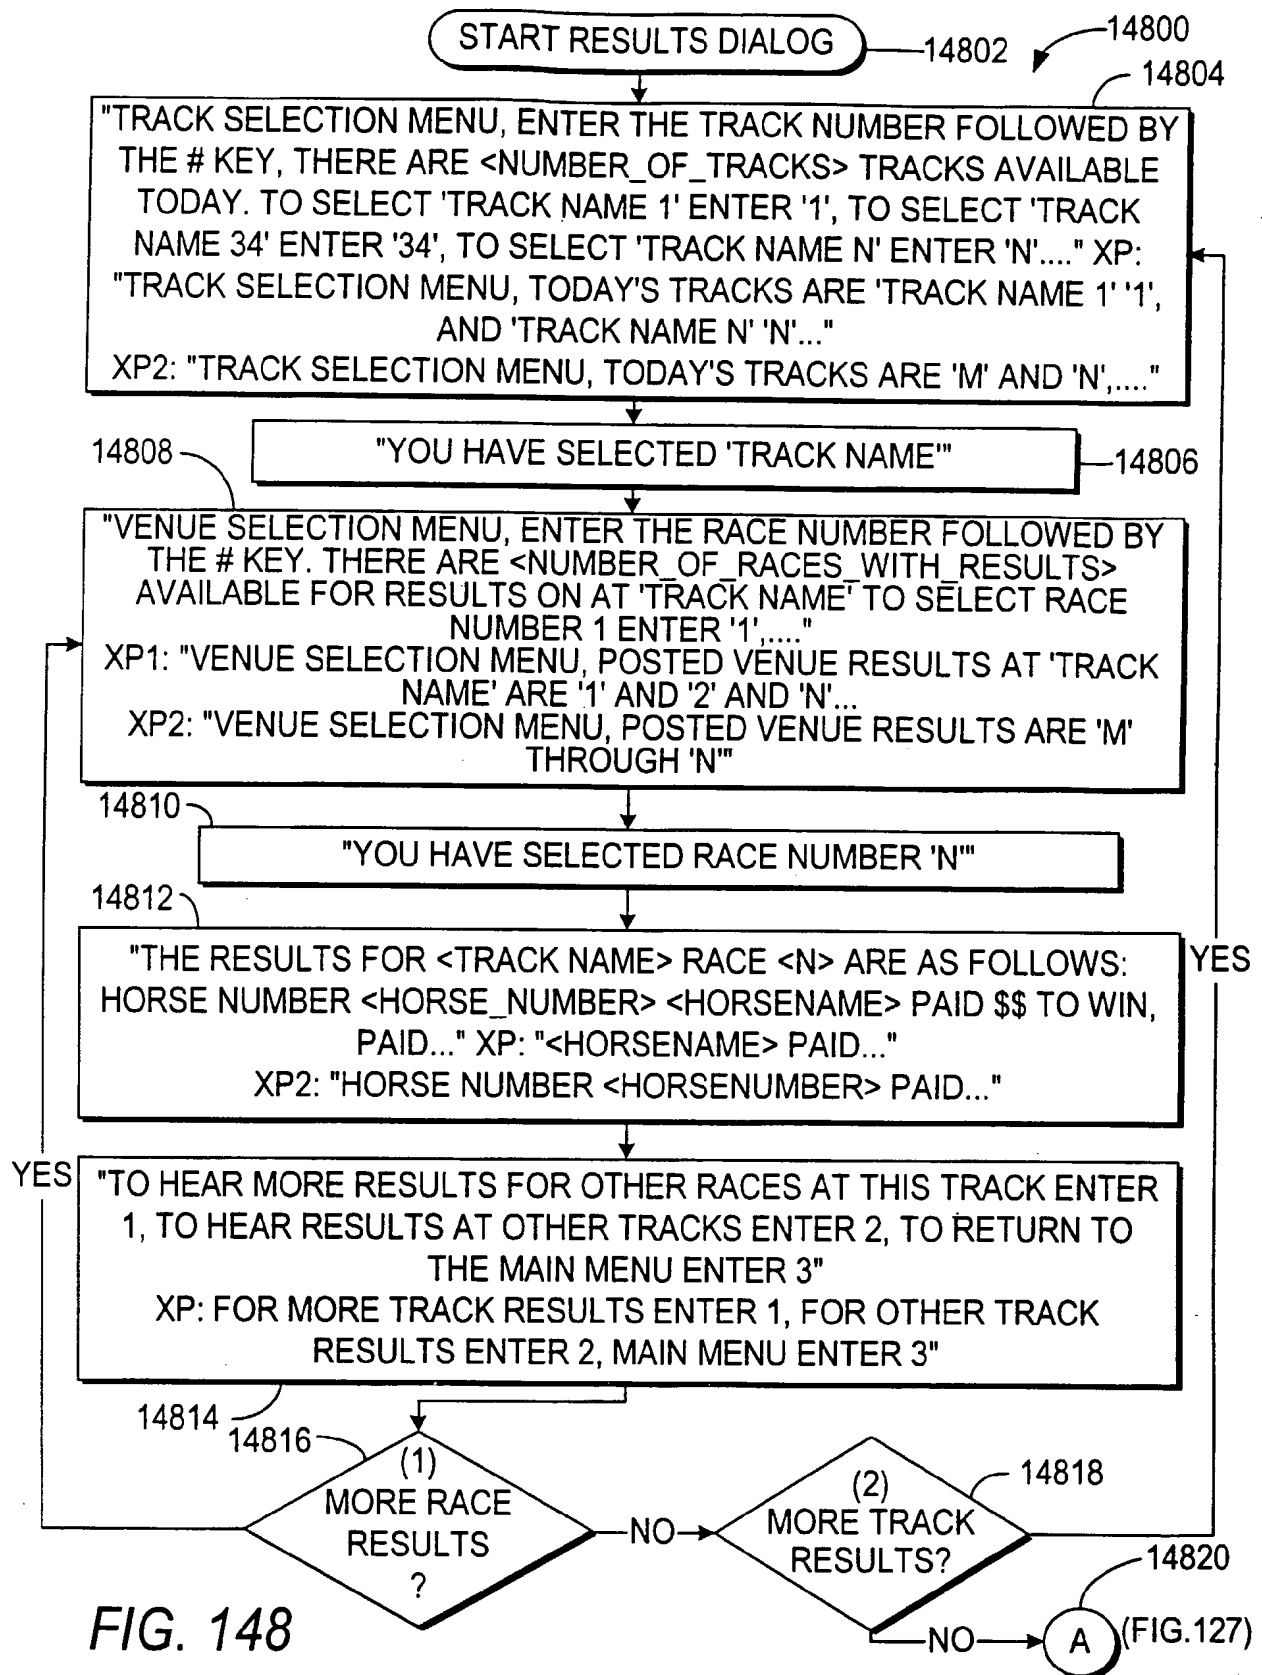 START RESULTS DIALOG
14802
14800
14804
"TRACK SELECTION MENU, ENTER THE TRACK NUMBER FOLLOWED BY
THE # KEY, THERE ARE <NUMBER_OF_TRACKS> TRACKS AVAILABLE
TODAY. TO SELECT 'TRACK NAME 1' ENTER '1', TO SELECT 'TRACK
NAME 34' ENTER '34', TO SELECT 'TRACK NAME N' ENTER 'N'...." XP:
"TRACK SELECTION MENU, TODAY'S TRACKS ARE 'TRACK NAME 1' '1',
AND 'TRACK NAME N' 'N'..."
XP2: "TRACK SELECTION MENU, TODAY'S TRACKS ARE 'M' AND 'N',...."
"YOU HAVE SELECTED 'TRACK NAME'"
14806
14808
"VENUE SELECTION MENU, ENTER THE RACE NUMBER FOLLOWED BY
THE # KEY. THERE ARE <NUMBER_OF_RACES_WITH_RESULTS>
AVAILABLE FOR RESULTS ON AT 'TRACK NAME' TO SELECT RACE
NUMBER 1 ENTER '1',...."
XP1: "VENUE SELECTION MENU, POSTED VENUE RESULTS AT 'TRACK
NAME' ARE '1' AND '2' AND 'N'...
XP2: "VENUE SELECTION MENU, POSTED VENUE RESULTS ARE 'M'
THROUGH 'N'"
14810
"YOU HAVE SELECTED RACE NUMBER 'N'"
14812
"THE RESULTS FOR <TRACK NAME> RACE <N> ARE AS FOLLOWS:
HORSE NUMBER <HORSE_NUMBER> <HORSENAME> PAID $$ TO WIN,
PAID..." XP: "<HORSENAME> PAID..."
XP2: "HORSE NUMBER <HORSENUMBER> PAID..."
YES
YES
"TO HEAR MORE RESULTS FOR OTHER RACES AT THIS TRACK ENTER
1, TO HEAR RESULTS AT OTHER TRACKS ENTER 2, TO RETURN TO
THE MAIN MENU ENTER 3"
XP: FOR MORE TRACK RESULTS ENTER 1, FOR OTHER TRACK
RESULTS ENTER 2, MAIN MENU ENTER 3"
14814
14816
(1)
MORE RACE
RESULTS
?
NO
(2)
MORE TRACK
RESULTS?
14818
NO
14820
A
(FIG.127)
FIG. 148